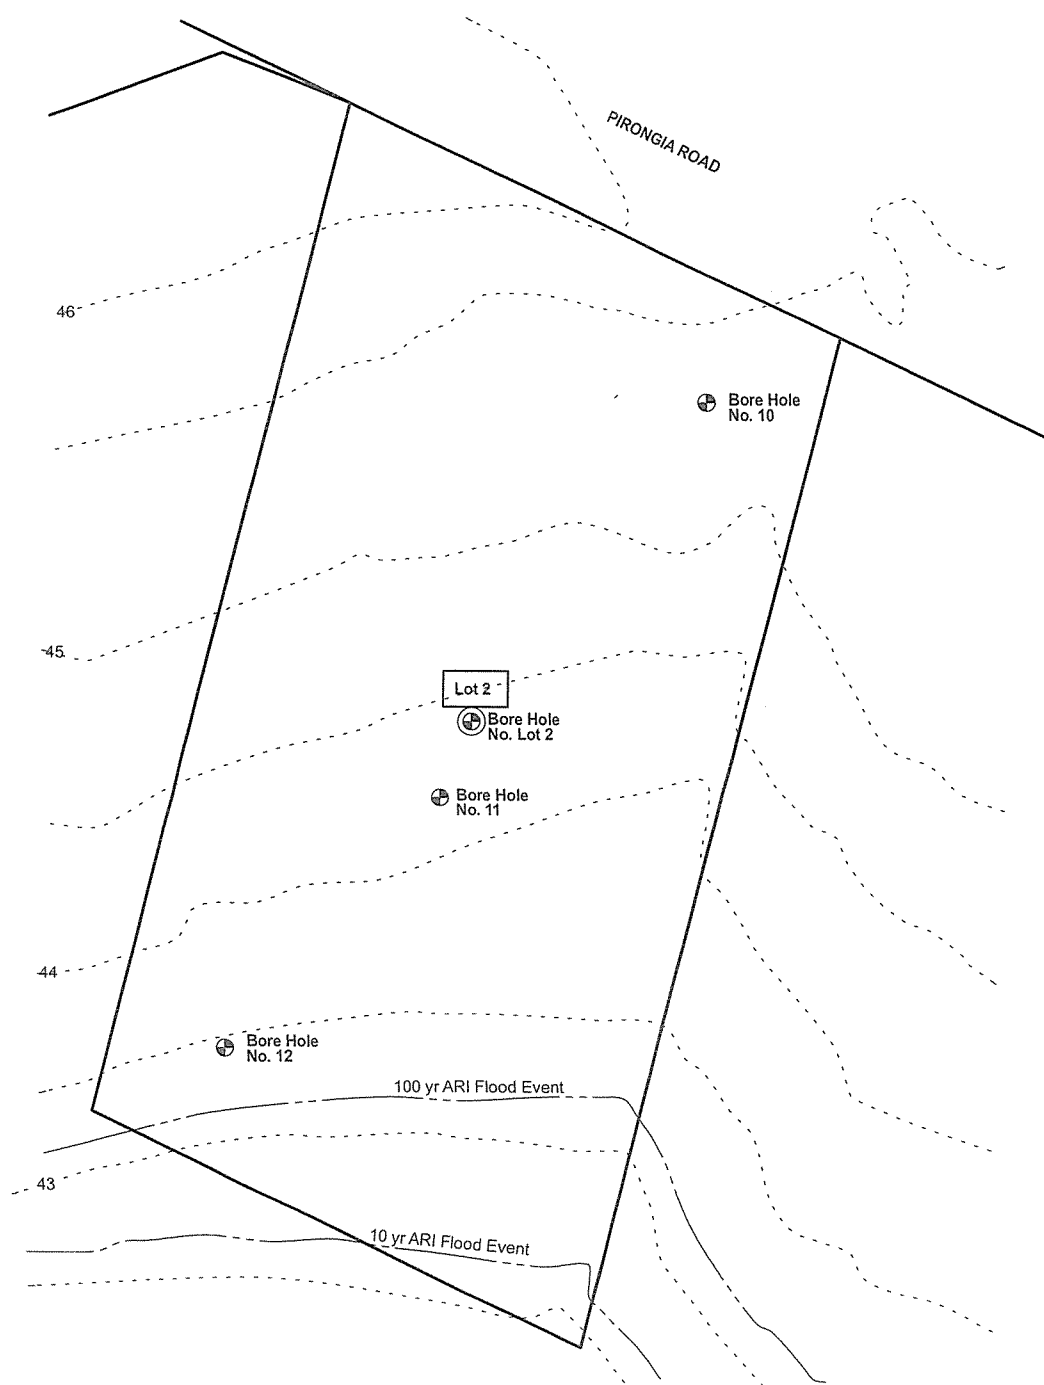 PIRONGIA ROAD
46
Bore Hole
No. 10
45
Lot 2
Bore Hole
No. Lot 2
Bore Hole
No. 11
44
Bore Hole
No. 12
100 yr ARI Flood Event
43
10 yr ARI Flood Event